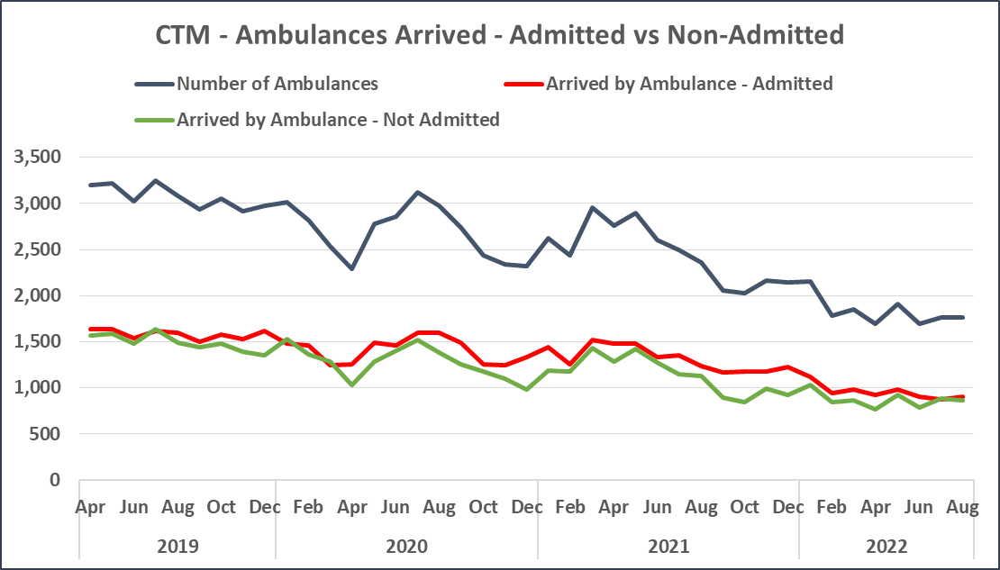 CTM - Ambulances Arrived - Admitted vs Non-Admitted
Number of Ambulances
Arrived by Ambulance - Admitted
Arrived by Ambulance - Not Admitted
3,500
3,000
2,500
2,000
1,500
1,000
500
0
Apr Jun Aug Oct Dec Feb Apr Jun Aug Oct Dec Feb Apr Jun Aug Oct Dec Feb Apr Jun Aug
2019 2020 2021 2022